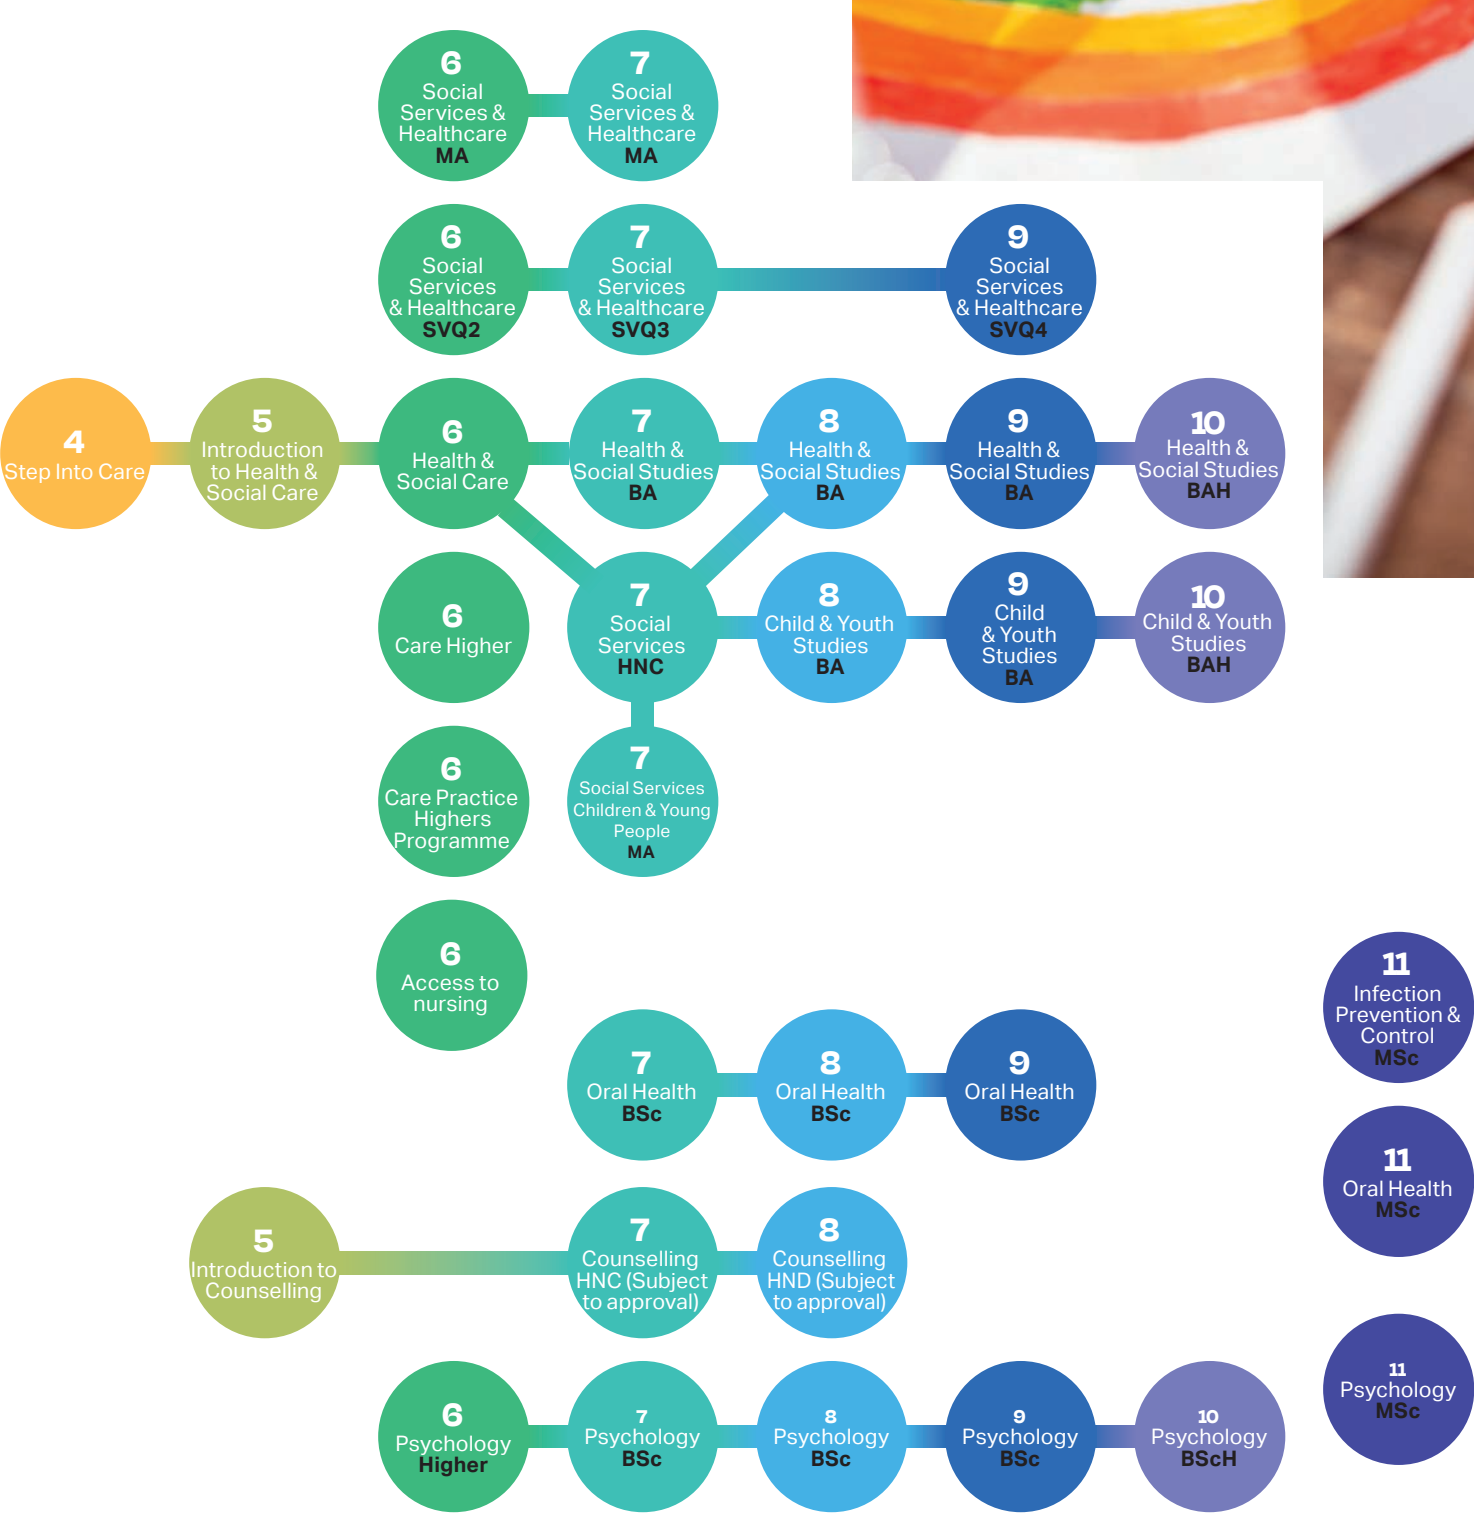 6
Social
Services &
Healthcare
MA
7
Social
Services &
Healthcare
MA
6
Social
Services
& Healthcare
SVQ2
7
Social
Services
& Healthcare
SVQ3
9
Social
Services
& Healthcare
SVQ4
4
Step Into Care
5
Introduction
to Health &
Social Care
6
Health &
Social Care
7
Health &
Social Studies
BA
8
Health &
Social Studies
BA
9
Health &
Social Studies
BA
10
Health &
Social Studies
BAH
6
Care Higher
7
Social
Services
HNC
8
Child & Youth
Studies
BA
9
Child
& Youth
Studies
BA
10
Child & Youth
Studies
BAH
6
Care Practice
Highers
Programme
7
Social Services
Children & Young
People
MA
6
Access to
nursing
11
Infection
Prevention &
Control
MSc
7
Oral Health
BSc
8
Oral Health
BSc
9
Oral Health
BSc
11
Oral Health
MSc
5
Introduction to
Counselling
7
Counselling
HNC (Subject
to approval)
8
Counselling
HND (Subject
to approval)
6
Psychology
Higher
7
Psychology
BSc
8
Psychology
BSc
9
Psychology
BSc
10
Psychology
BScH
11
Psychology
MSc